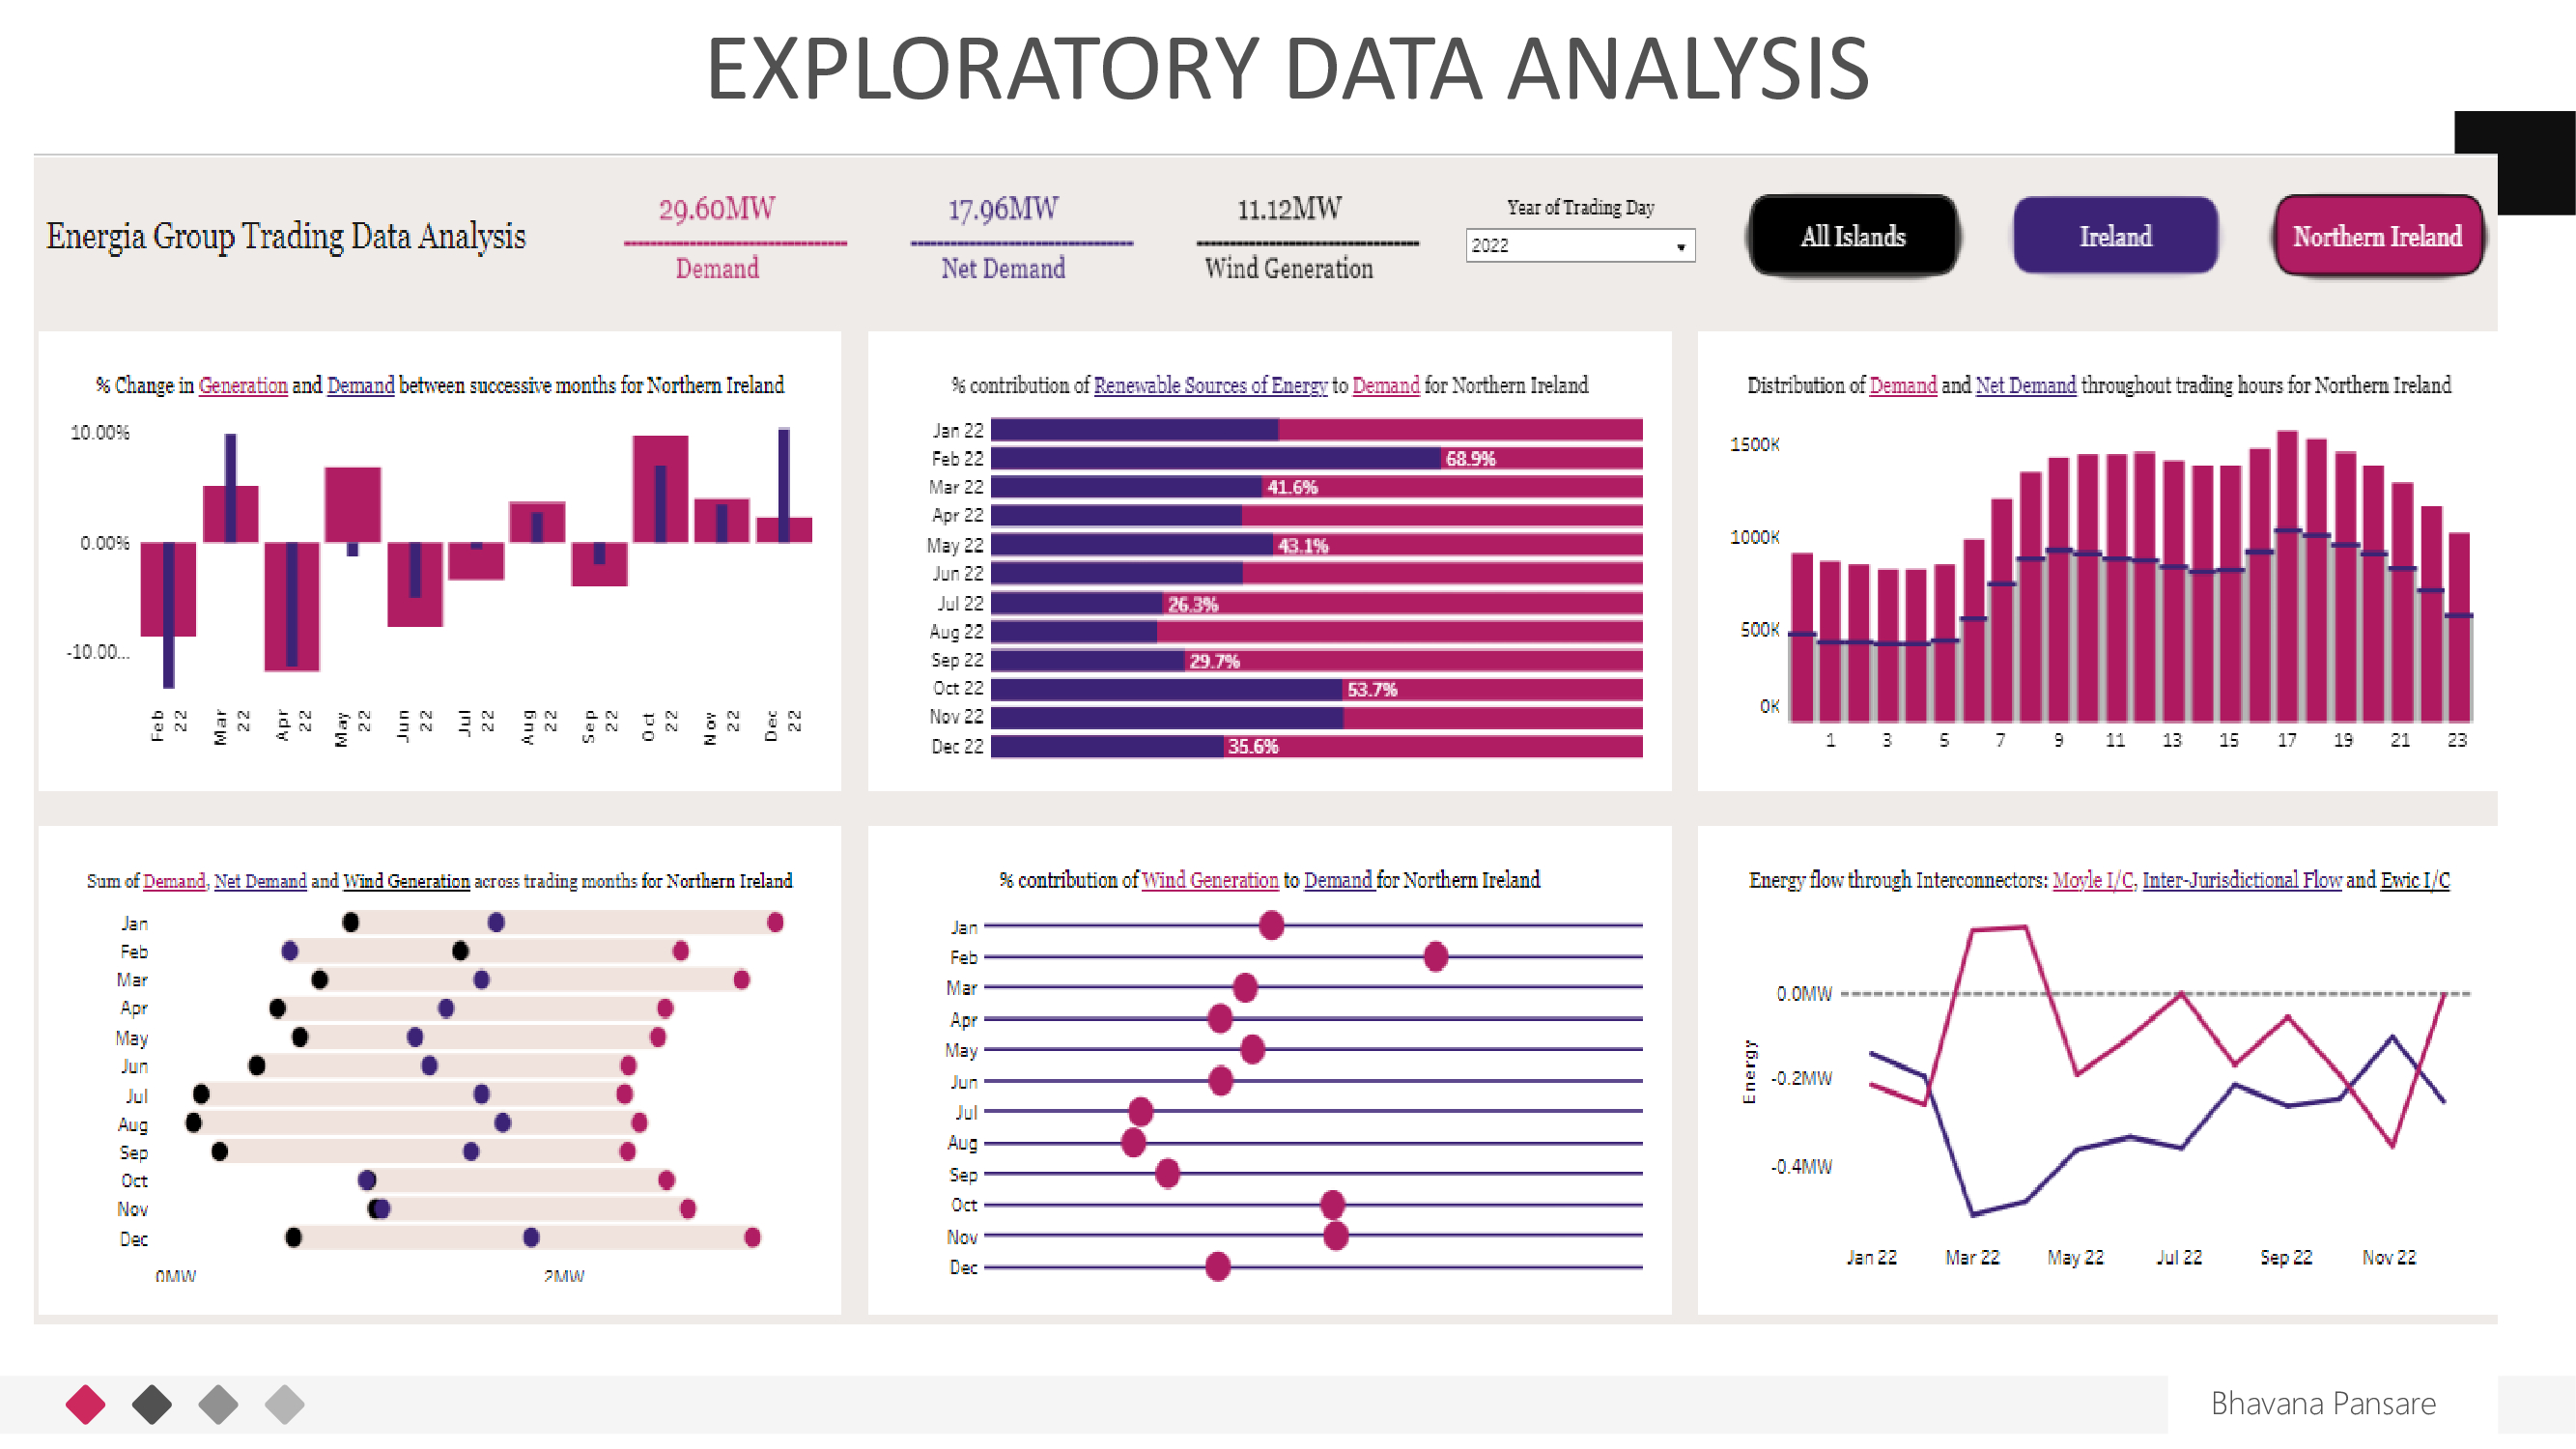 EXPLORATORY DATA ANALYSIS
Energia Group Trading Data Analysis
29.60MW
Demand
17.96MW
Net Demand
11.12MW
Wind Generation
Year of Trading Day
2022
All Islands
Ireland
Northern Ireland
% Change in Generation and Demand between successive months for Northern Ireland
10.00%
0.00%
-10.00...
Feb 22
Mar 22
Apr 22
May 22
Jun 22
Jul 22
Aug 22
Sep 22
Oct 22
Nov 22
Dec 22
% contribution of Renewable Sources of Energy to Demand for Northern Ireland
Jan 22
Feb 22 68.9%
Mar 22 41.6%
Apr 22
May 22 43.1%
Jun 22
Jul 22 26.3%
Aug 22
Sep 22 29.7%
Oct 22 53.7%
Nov 22
Dec 22 35.6%
Distribution of Demand and Net Demand throughout trading hours for Northern Ireland
1500K
1000K
500K
0K
1 3 5 7 9 11 13 15 17 19 21 23
Sum of Demand, Net Demand and Wind Generation across trading months for Northern Ireland
Jan
Feb
Mar
Apr
May
Jun
Jul
Aug
Sep
Oct
Nov
Dec
0MW 2MW
% contribution of Wind Generation to Demand for Northern Ireland
Jan
Feb
Mar
Apr
May
Jun
Jul
Aug
Sep
Oct
Nov
Dec
Energy flow through Interconnectors: Moyle I/C, Inter-Jurisdictional Flow and Ewic I/C
Energy
0.0MW
-0.2MW
-0.4MW
Jan 22 Mar 22 May 22 Jul 22 Sep 22 Nov 22
Bhavana Pansare